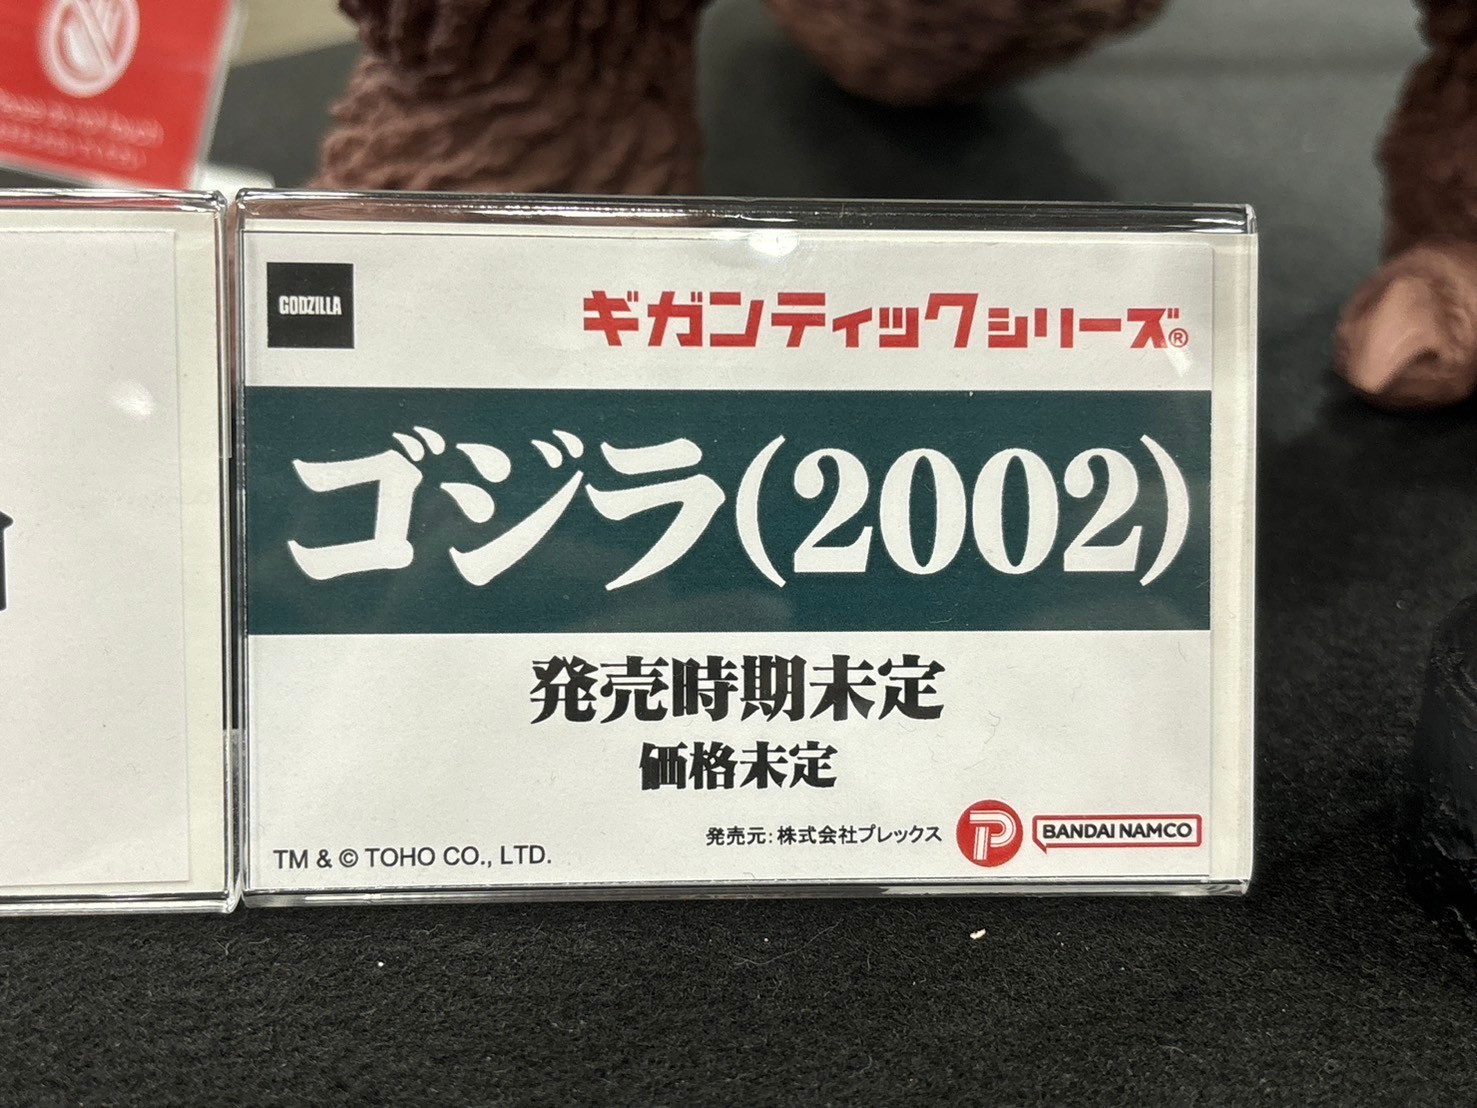 GODZILLA
ギガンティックシリーズ®
ゴジラ(2002)
発売時期未定
価格未定
発売元:株式会社プレックス
P
BANDAI NAMCO
TM & © TOHO CO., LTD.